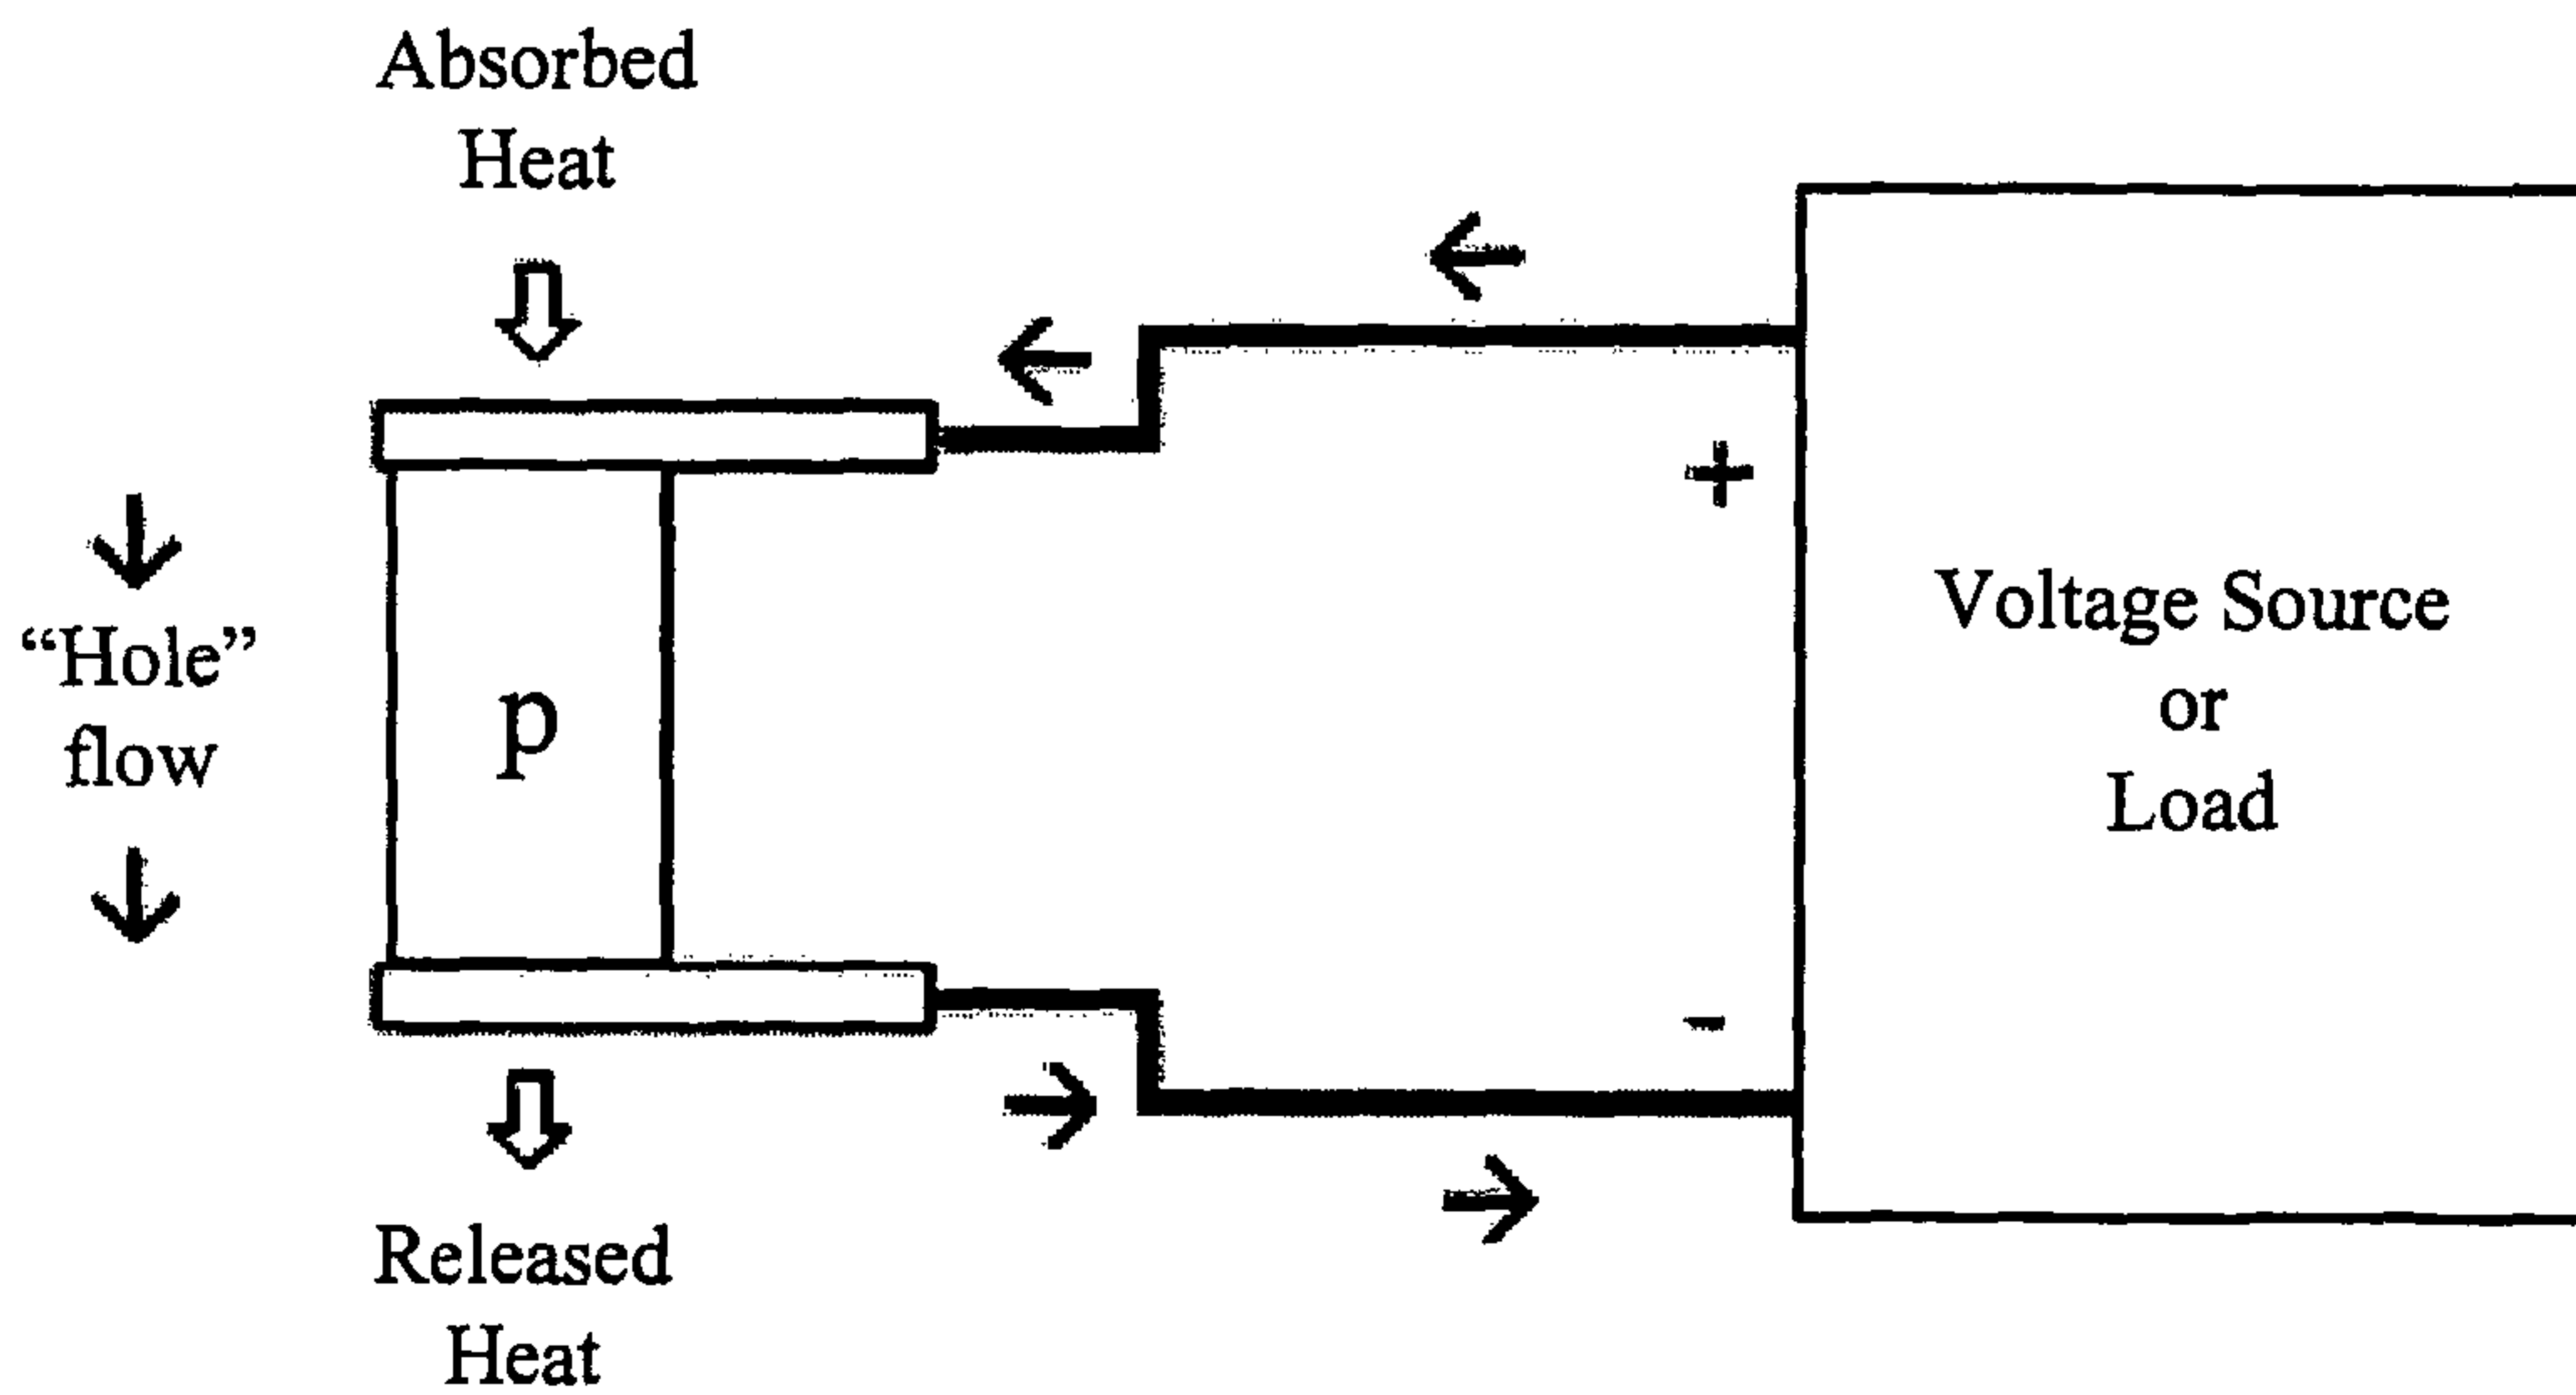 Absorbed
Heat
+
“Hole”
flow
p
Voltage Source
or
Load
-
Released
Heat